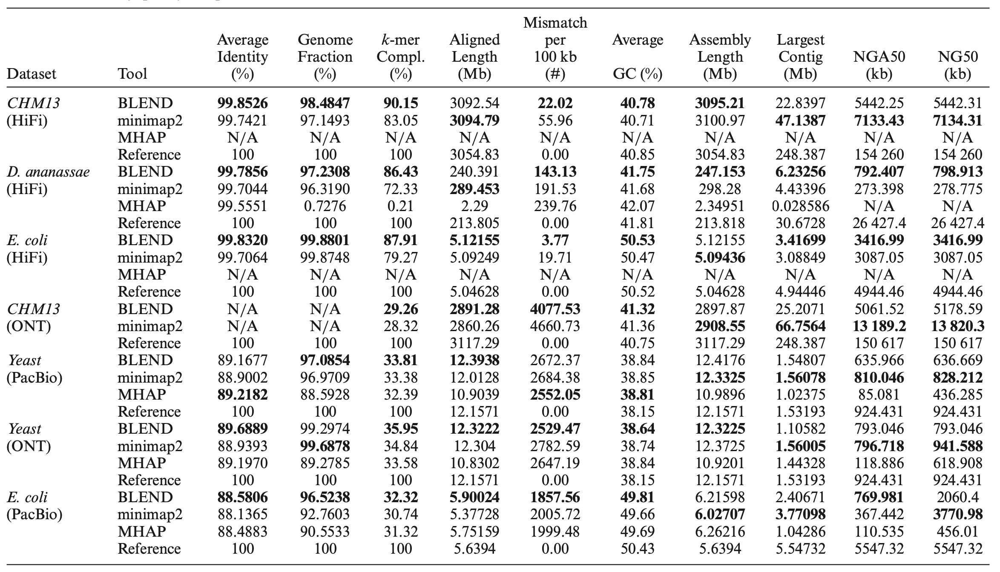 Mismatch
Average Genome k-mer Aligned per Average Assembly Largest
Identity Fraction Compl. Length 100 kb Length Contig NGA50 NG50
Dataset Tool (%) (%) (%) (Mb) (#) GC (%) (Mb) (Mb) (kb) (kb)
CHM13 BLEND 99.8526 98.4847 90.15 3092.54 22.02 40.78 3095.21 22.8397 5442.25 5442.31
(HiFi) minimap2 99.7421 97.1493 83.05 3094.79 55.96 40.71 3100.97 47.1387 7133.43 7134.31
MHAP N/A N/A N/A N/A N/A N/A N/A N/A N/A N/A
Reference 100 100 100 3054.83 0.00 40.85 3054.83 248.387 154 260 154 260
D. ananassae BLEND 99.7856 97.2308 86.43 240.391 143.13 41.75 247.153 6.23256 792.407 798.913
(HiFi) minimap2 99.7044 96.3190 72.33 289.453 191.53 41.68 298.28 4.43396 273.398 278.775
MHAP 99.5551 0.7276 0.21 2.29 239.76 42.07 2.34951 0.028586 N/A N/A
Reference 100 100 100 213.805 0.00 41.81 213.818 30.6728 26 427.4 26 427.4
E. coli BLEND 99.8320 99.8801 87.91 5.12155 3.77 50.53 5.12155 3.41699 3416.99 3416.99
(HiFi) minimap2 99.7064 99.8748 79.27 5.09249 19.71 50.47 5.09436 3.08849 3087.05 3087.05
MHAP N/A N/A N/A N/A N/A N/A N/A N/A N/A N/A
Reference 100 100 100 5.04628 0.00 50.52 5.04628 4.94446 4944.46 4944.46
CHM13 BLEND N/A N/A 29.26 2891.28 4077.53 41.32 2897.87 25.2071 5061.52 5178.59
(ONT) minimap2 N/A N/A 28.32 2860.26 4660.73 41.36 2908.55 66.7564 13 189.2 13 820.3
Reference 100 100 100 3117.29 0.00 40.75 3117.29 248.387 150 617 150 617
Yeast BLEND 89.1677 97.0854 33.81 12.3938 2672.37 38.84 12.4176 1.54807 635.966 636.669
(PacBio) minimap2 88.9002 96.9709 33.38 12.0128 2684.38 38.85 12.3325 1.56078 810.046 828.212
MHAP 89.2182 88.5928 32.39 10.9039 2552.05 38.81 10.9896 1.02375 85.081 436.285
Reference 100 100 100 12.1571 0.00 38.15 12.1571 1.53193 924.431 924.431
Yeast BLEND 89.6889 99.2974 35.95 12.3222 2529.47 38.64 12.3225 1.10582 793.046 793.046
(ONT) minimap2 88.9393 99.6878 34.84 12.304 2782.59 38.74 12.3725 1.56005 796.718 941.588
MHAP 89.1970 89.2785 33.58 10.8302 2647.19 38.84 10.9201 1.44328 118.886 618.908
Reference 100 100 100 12.1571 0.00 38.15 12.1571 1.53193 924.431 924.431
E. coli BLEND 88.5806 96.5238 32.32 5.90024 1857.56 49.81 6.21598 2.40671 769.981 2060.4
(PacBio) minimap2 88.1365 92.7603 30.74 5.37728 2005.72 49.66 6.02707 3.77098 367.442 3770.98
MHAP 88.4883 90.5533 31.32 5.75159 1999.48 49.69 6.26216 1.04286 110.535 456.01
Reference 100 100 100 5.6394 0.00 50.43 5.6394 5.54732 5547.32 5547.32